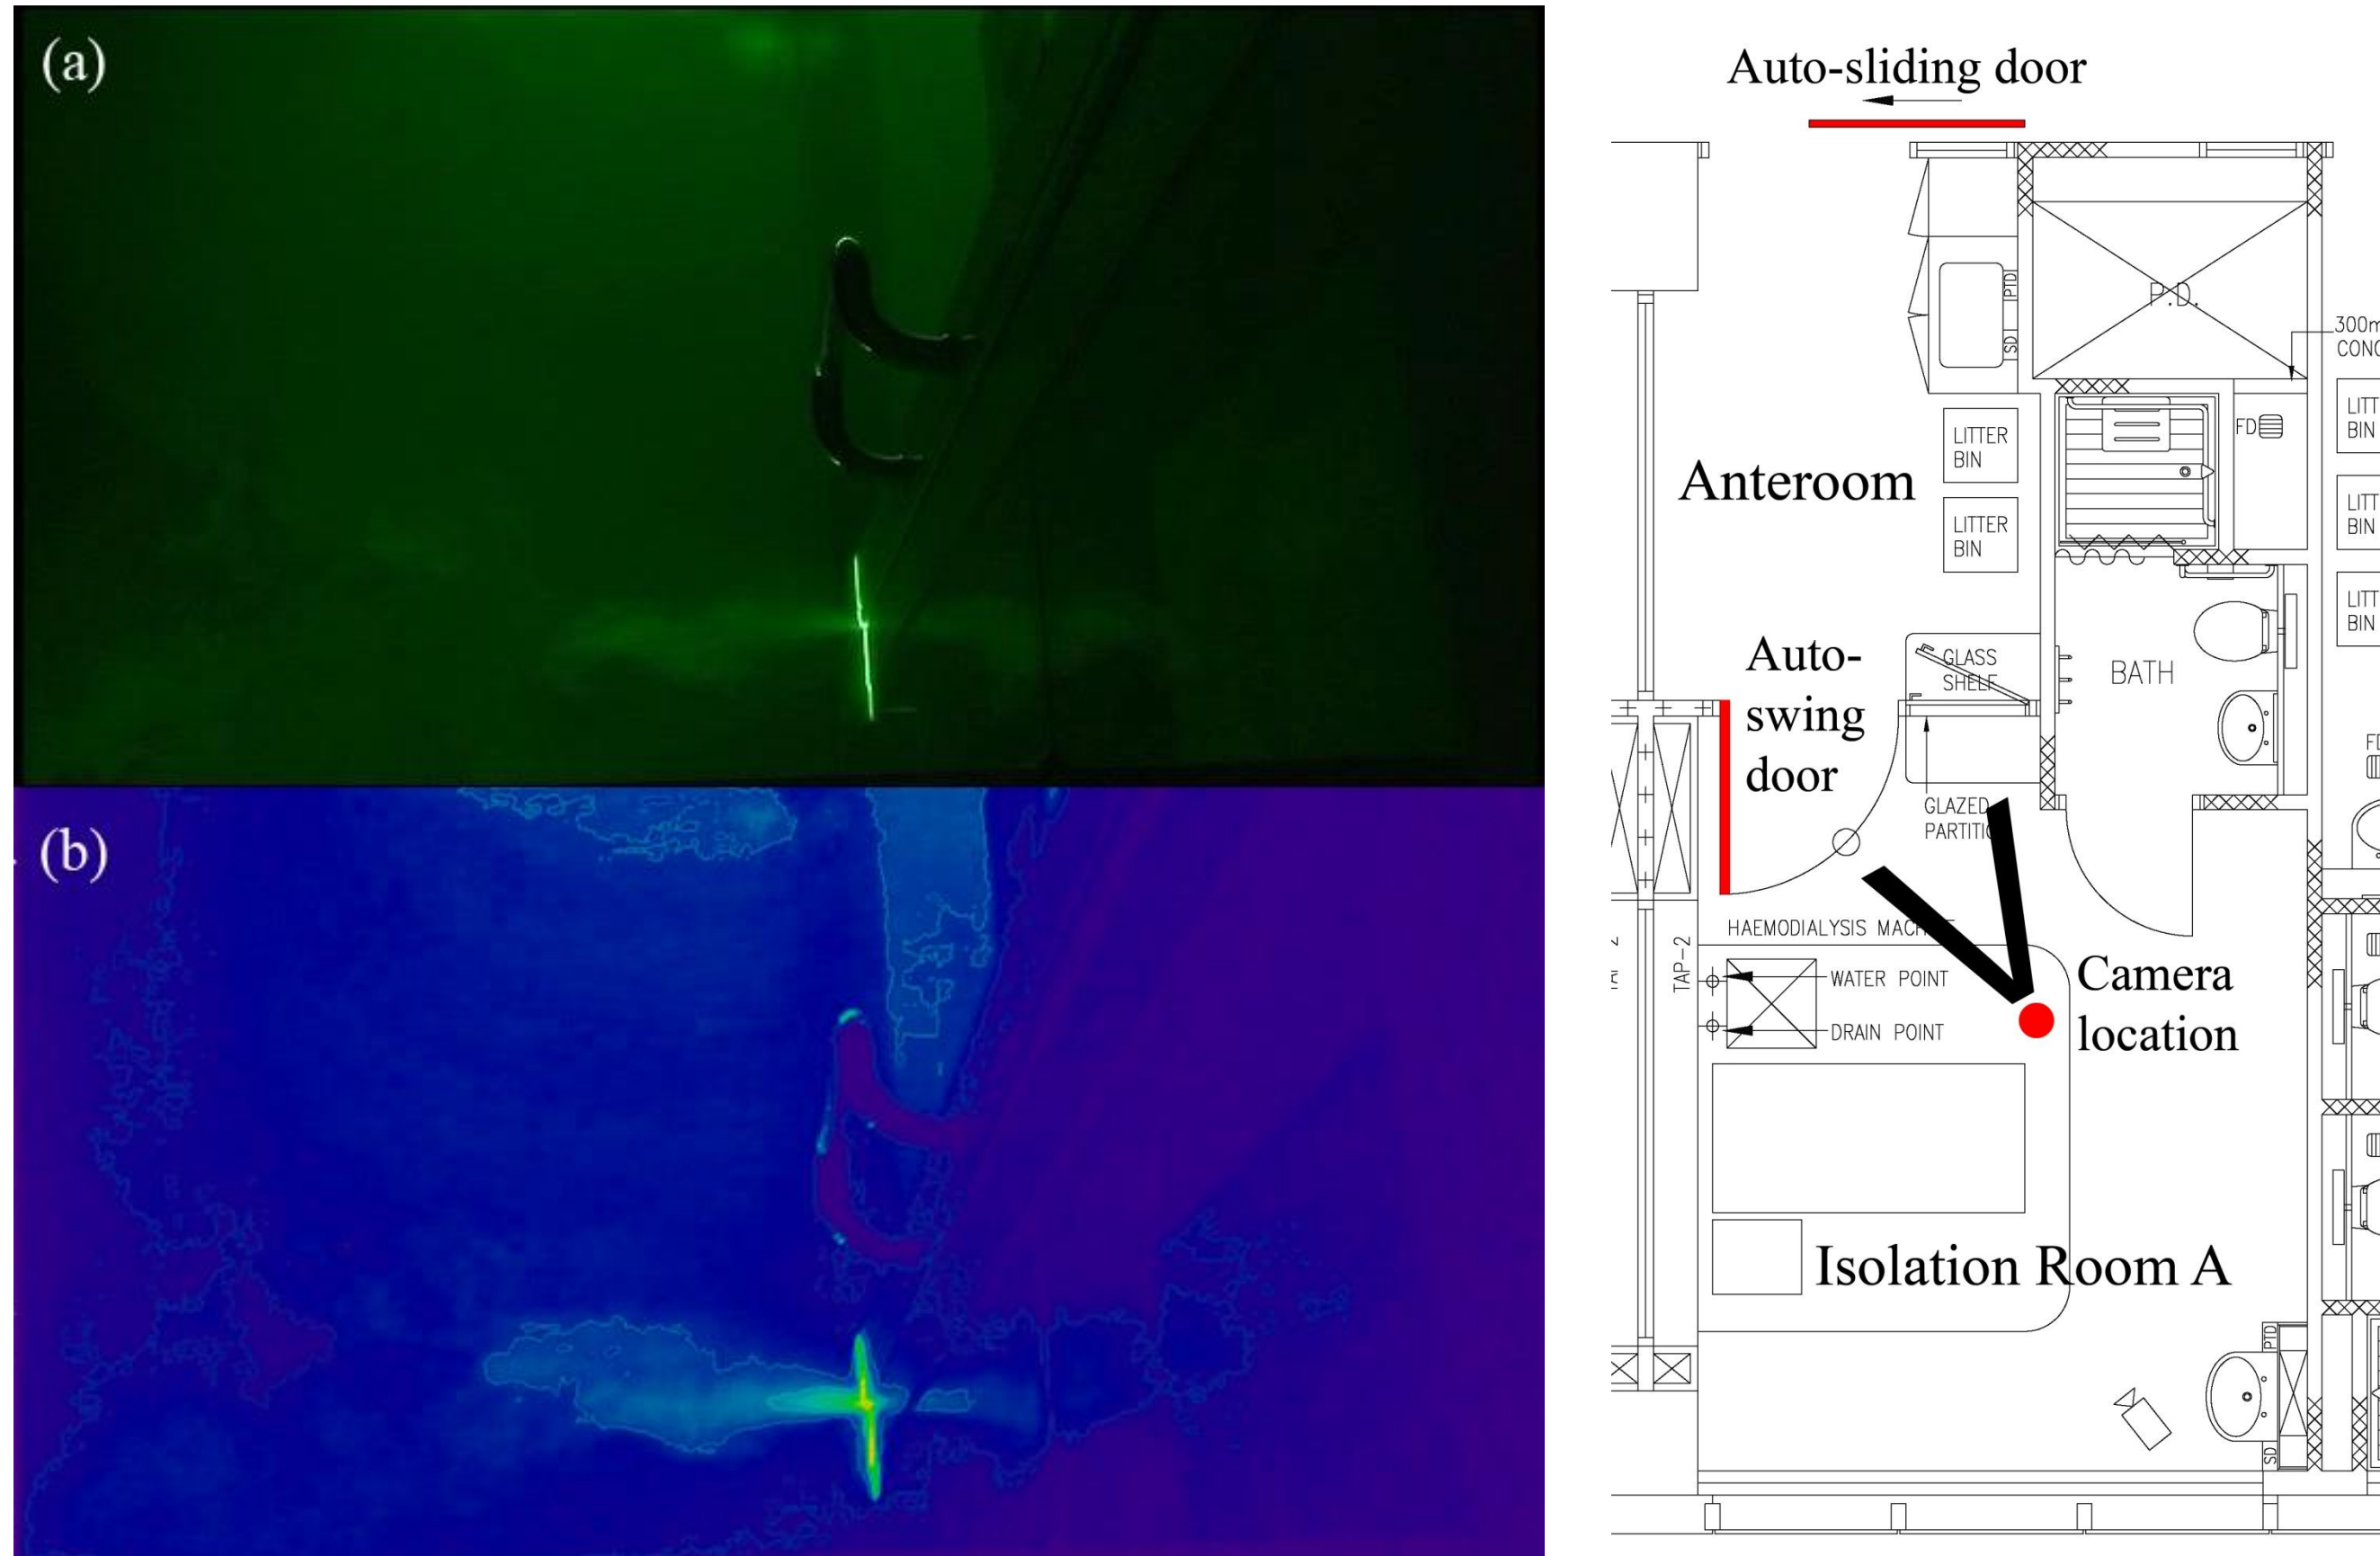 (a)
(b)
Auto-sliding door
P.D.
PTD
SD
300m
CONC
LITTER
BIN
LITTER
BIN
FD
LITT
BIN
LITT
BIN
LITT
BIN
Anteroom
Auto-
swing
door
GLASS
SHELF
BATH
GLAZED
PARTITI
FD
HAEMODIALYSIS MACH
TAP-2
WATER POINT
DRAIN POINT
Camera
location
Isolation Room A
PTD
SD